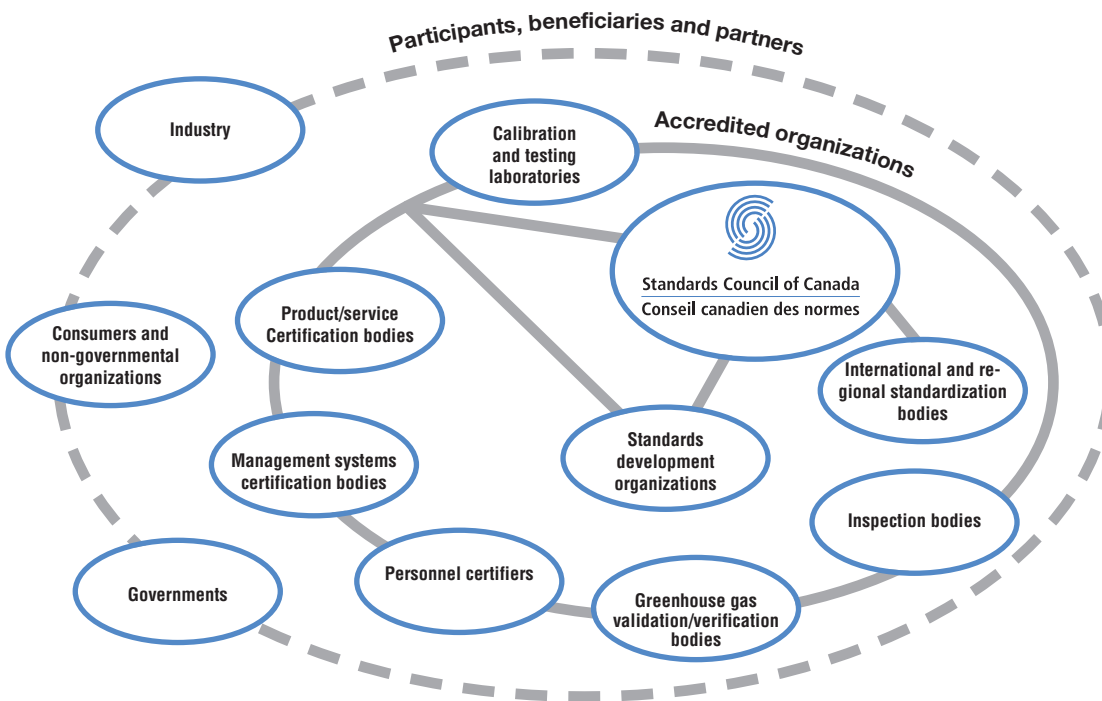 Participants, beneficiaries and partners
Industry
Calibration
and testing
laboratories
Accredited organizations
Standards Council of Canada
Conseil canadien des normes
Product/service
Certification bodies
Consumers and
non-governmental
organizations
International and re-
gional standardization
bodies
Management systems
certification bodies
Standards
development
organizations
Inspection bodies
Personnel certifiers
Governments
Greenhouse gas
validation/verification
bodies